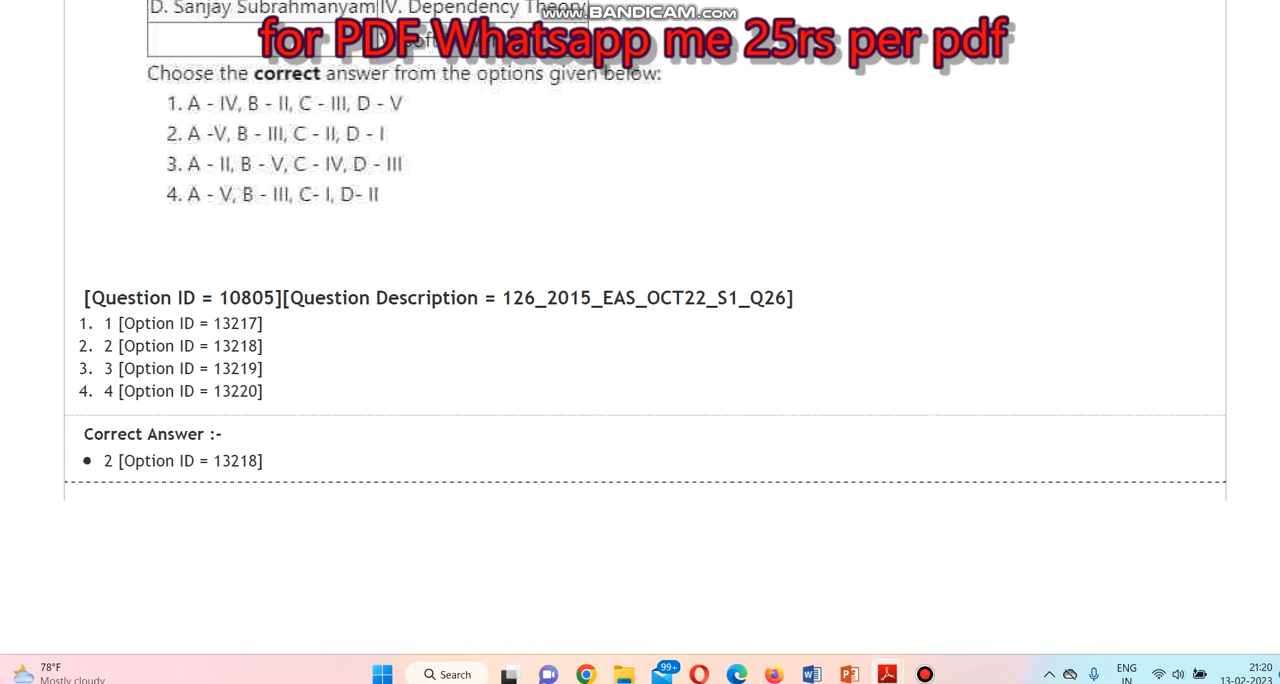 D. Sanjay Subrahmanyam IV. Dependency Theory
www.BANDICAM.com
for PDF Whatsapp me 25rs per pdf
Choose the correct answer from the options given below:
1. A - IV, B - II, C - III, D - V
2. A -V, B - III, C - II, D - I
3. A - II, B - V, C - IV, D - III
4. A - V, B - III, C- I, D- II
[Question ID = 10805][Question Description = 126_2015_EAS_OCT22_S1_Q26]
1. 1 [Option ID = 13217]
2. 2 [Option ID = 13218]
3. 3 [Option ID = 13219]
4. 4 [Option ID = 13220]
Correct Answer :-
• 2 [Option ID = 13218]
78°F
Mostly cloudy
Search
99+
ENG
IN
21:20
13-02-2023